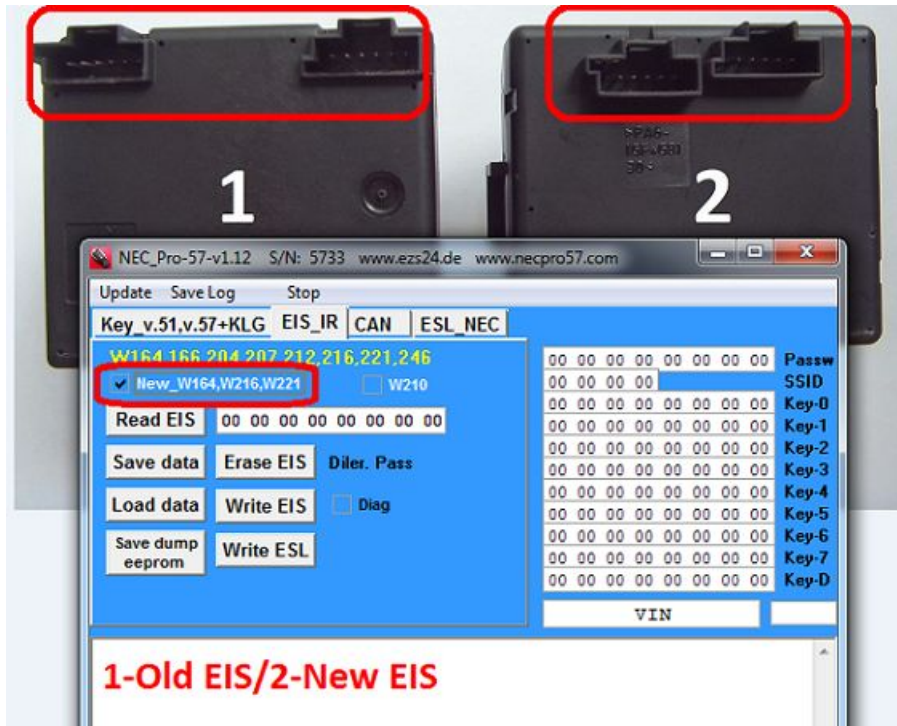 1
2
NEC_Pro-57-v1.12 S/N: 5733 www.ezs24.de www.necpro57.com
Update Save Log Stop
Key_v.51,v.57+KLG EIS_IR CAN ESL_NEC
W164,166,204,207,212,216,221,246
New_W164,W216,W221 W210
Read EIS 00 00 00 00 00 00 00 00
Save data Erase EIS Diler. Pass
Load data Write EIS Diag
Save dump
eeprom
Write ESL
00 00 00 00 00 00 00 00 Passw
00 00 00 00 SSID
00 00 00 00 00 00 00 00 Key-0
00 00 00 00 00 00 00 00 Key-1
00 00 00 00 00 00 00 00 Key-2
00 00 00 00 00 00 00 00 Key-3
00 00 00 00 00 00 00 00 Key-4
00 00 00 00 00 00 00 00 Key-5
00 00 00 00 00 00 00 00 Key-6
00 00 00 00 00 00 00 00 Key-7
00 00 00 00 00 00 00 00 Key-D
VIN
1-Old EIS/2-New EIS